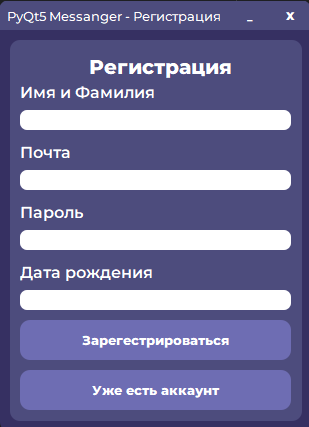 PyQt5 Messanger - Регистрация _ x
Регистрация
Имя и Фамилия
Почта
Пароль
Дата рождения
Зарегестрироваться
Уже есть аккаунт